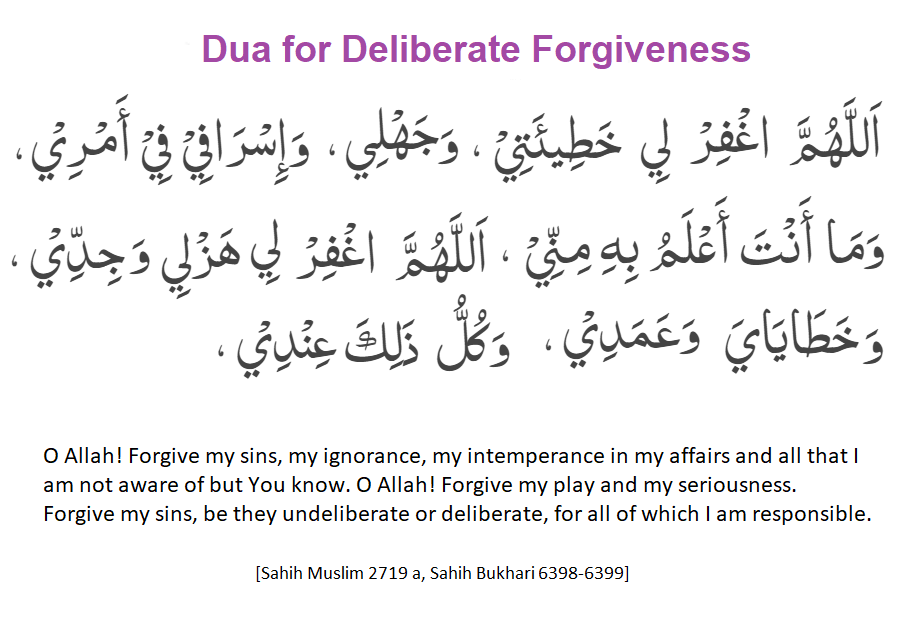 Dua for Deliberate Forgiveness
اَللَّهُمَّ اغْفِرْ لِي خَطِيئَتِيْ ، وَجَهْلِي ، وَإِسْرَافِيْ فِيْ أَمْرِيْ ،
وَمَا أَنْتَ أَعْلَمُ بِهِ مِنِّيْ ، اَللَّهُمَّ اغْفِرْ لِي هَزْلِي وَجِدِّيْ ،
وَخَطَايَايَ وَعَمَدِيْ ، وَكُلُّ ذَلِكَ عِنْدِيْ ،
O Allah! Forgive my sins, my ignorance, my intemperance in my affairs and all that I
am not aware of but You know. O Allah! Forgive my play and my seriousness.
Forgive my sins, be they undeliberate or deliberate, for all of which I am responsible.
[Sahih Muslim 2719 a, Sahih Bukhari 6398-6399]